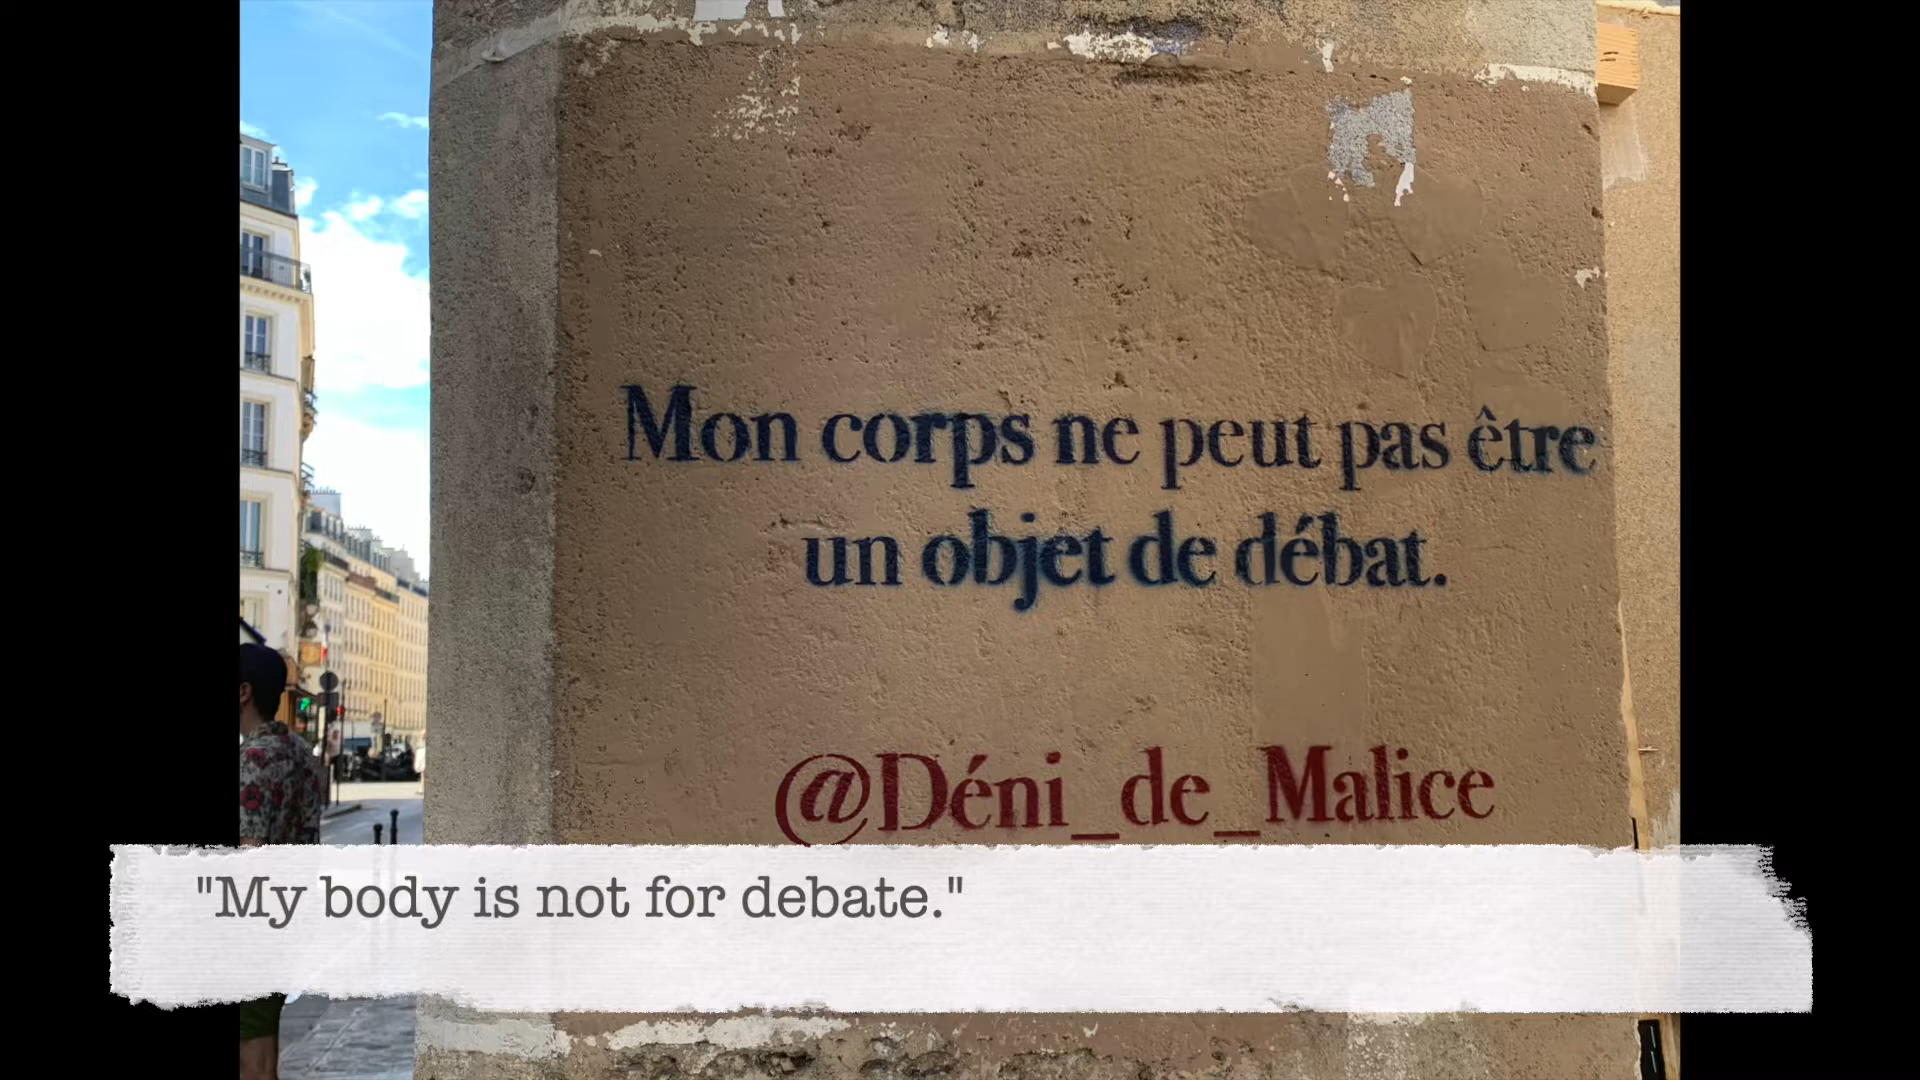 Mon corps ne peut pas être
un objet de débat.
@Déni_de_Malice
"My body is not for debate."